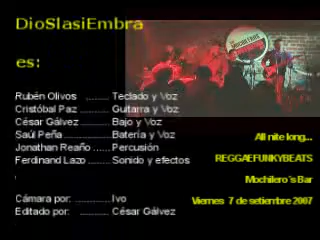 DioSlasiEmbra
es:
Rubén Olivos ......... Teclado y Voz
Cristóbal Paz .......... Guitarra y Voz
César Gálvez .......... Bajo y Voz
Saúl Peña ............... Batería y Voz
Jonathan Reaño ...... Percusión
Ferdinand Lazo ........ Sonido y efectos
Cámara por: ............ Ivo
Editado por: ............ César Gálvez
All nite long...
REGGAEFUNKYBEATS
Mochilero´s Bar
Viernes 7 de setiembre 2007